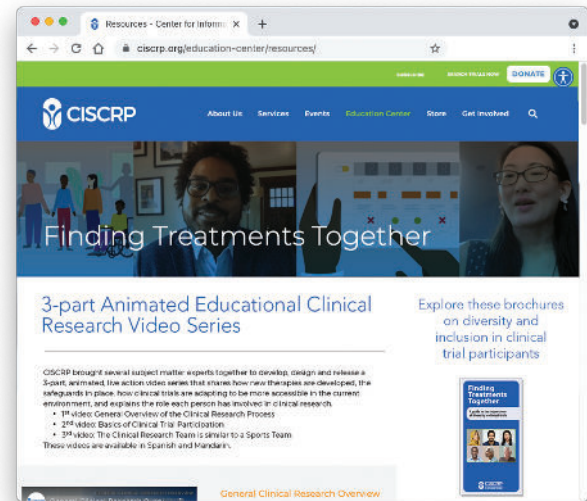 Resources - Center for Inform
ciscrp.org/education-center/resources/
SEARCH TRIALS NOW
DONATE
CISCRP
About Us
Services
Events
Education Center
Store
Get Involved
Finding Treatments Together
3-part Animated Educational Clinical
Research Video Series
CISCRP brought several subject matter experts together to develop, design and release a
3-part, animated, live action video series that shares how new therapies are developed, the
safeguards in place, how clinical trials are adapting to be more accessible in the current
environment, and explains the role each person has involved in clinical research.
• 1st video: General Overview of the Clinical Research Process
• 2nd video: Basics of Clinical Trial Participation
• 3rd video: The Clinical Research Team is similar to a Sports Team
These videos are available in Spanish and Mandarin.
Explore these brochures
on diversity and
inclusion in clinical
trial participants
Finding
Treatments
Together
CISCRP
General Clinical Research Overview